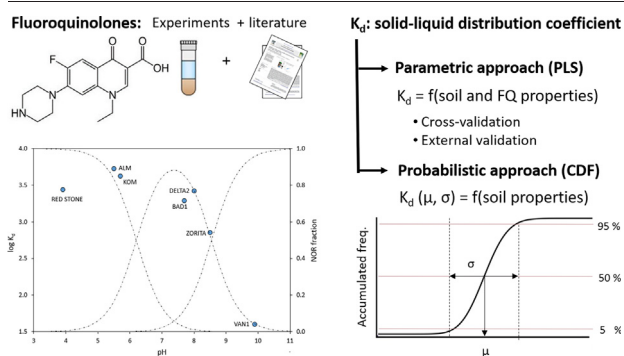 Fluoroquinolones: Experiments + literature
O
O
F
OH
N
N
HN
+
4.0
3.5
3.0
2.5
2.0
1.5
log Kd
3 4 5 6 7 8 9 10 11
pH
1.0
0.8
0.6
0.4
0.2
0.0
NOR fraction
ALM
KOM
RED STONE
DELTA2
BAD1
ZORITA
VAN1
Kd: solid-liquid distribution coefficient
Parametric approach (PLS)
Kd = f(soil and FQ properties)
• Cross-validation
• External validation
Probabilistic approach (CDF)
Kd (μ, σ) = f(soil properties)
Accumulated freq.
95 %
σ
50 %
5 %
μ